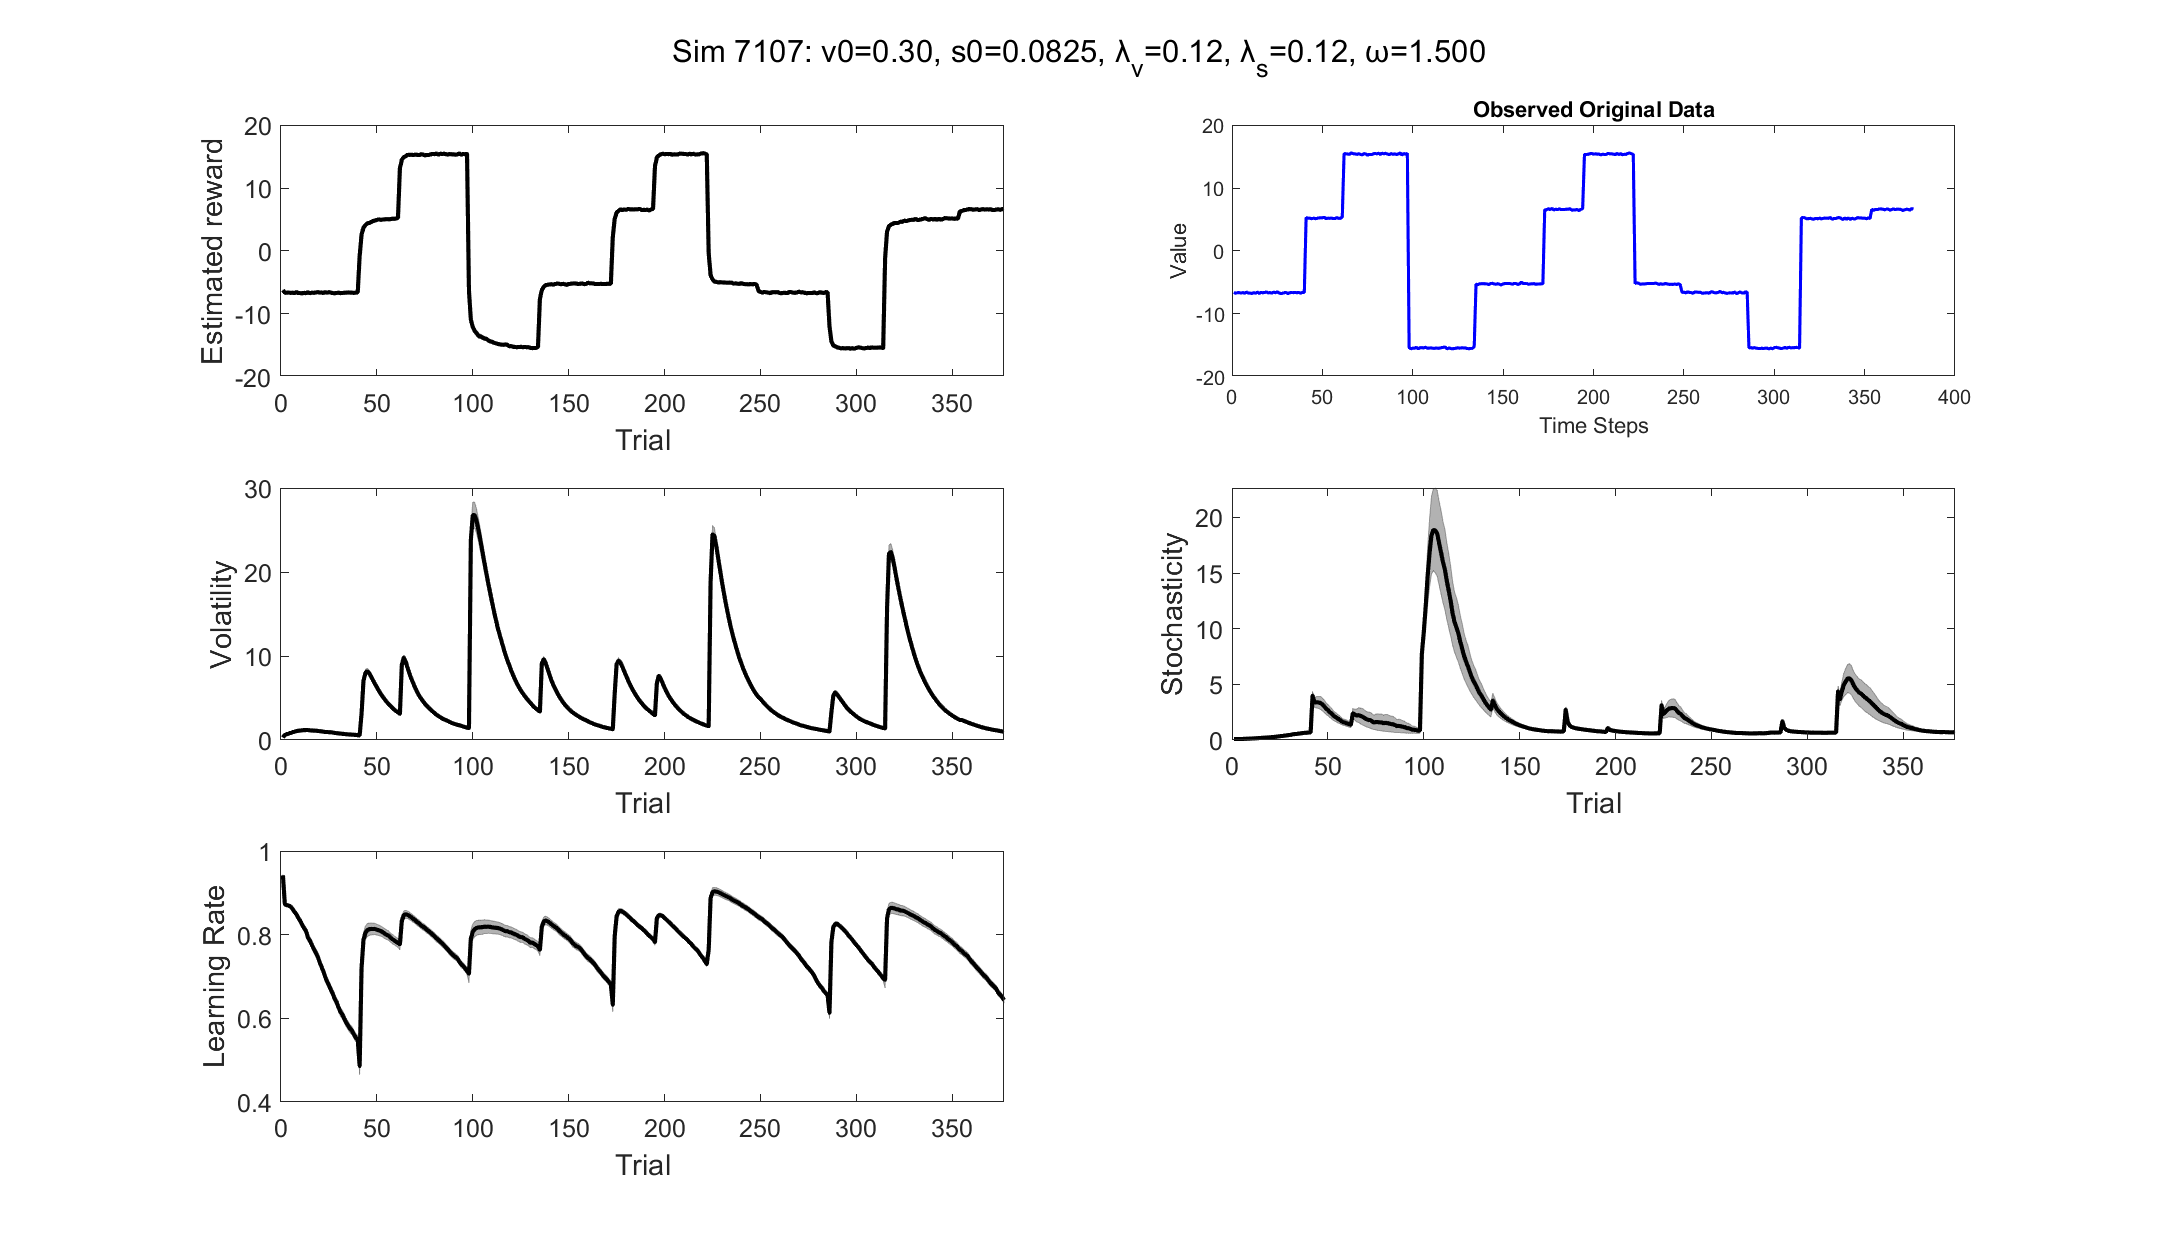 Sim 7107: v0=0.30, s0=0.0825, λ_v=0.12, λ_s=0.12, ω=1.500
Estimated reward
20
10
0
-10
-20
0 50 100 150 200 250 300 350
Trial
Observed Original Data
Value
20
10
0
-10
-20
0 50 100 150 200 250 300 350 400
Time Steps
Volatility
30
20
10
0
0 50 100 150 200 250 300 350
Trial
Stochasticity
20
15
10
5
0
0 50 100 150 200 250 300 350
Trial
Learning Rate
1
0.8
0.6
0.4
0 50 100 150 200 250 300 350
Trial